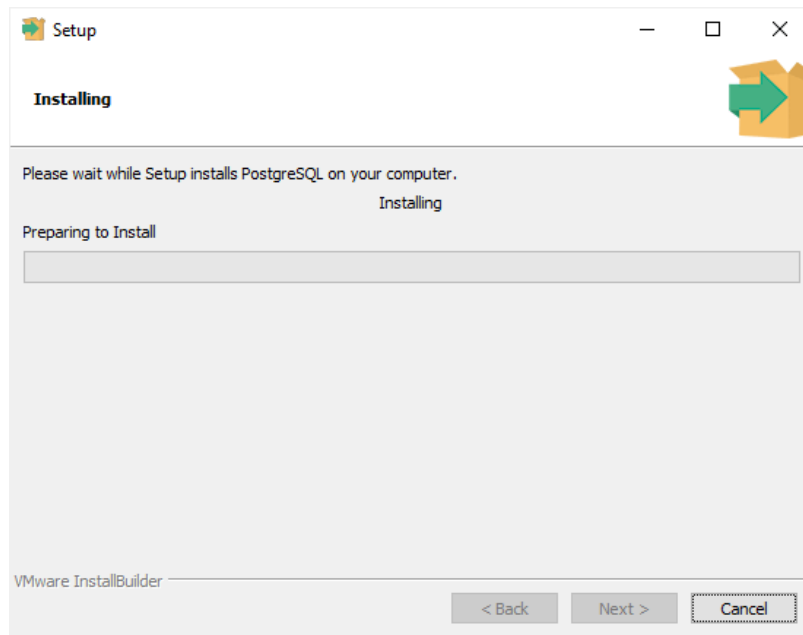 Setup
Installing
Please wait while Setup installs PostgreSQL on your computer.
Installing
Preparing to Install
VMware InstallBuilder
< Back Next > Cancel